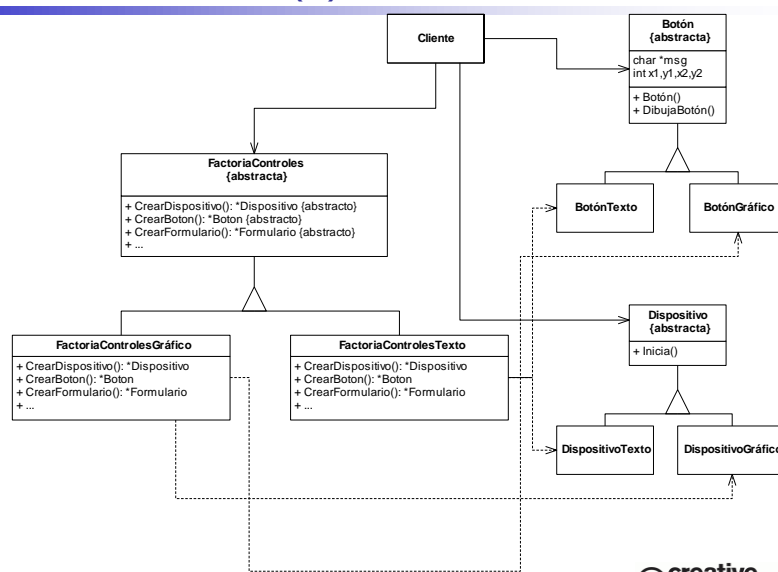 Cliente
Botón
{abstracta}
char *msg
int x1,y1,x2,y2
+ Botón()
+ DibujaBotón()
FactoriaControles
{abstracta}
+ CrearDispositivo(): *Dispositivo {abstracto}
+ CrearBoton(): *Boton {abstracto}
+ CrearFormulario(): *Formulario {abstracto}
+ ...
BotónTexto
BotónGráfico
FactoriaControlesGráfico
+ CrearDispositivo(): *Dispositivo
+ CrearBoton(): *Boton
+ CrearFormulario(): *Formulario
+ ...
FactoriaControlesTexto
+ CrearDispositivo(): *Dispositivo
+ CrearBoton(): *Boton
+ CrearFormulario(): *Formulario
+ ...
Dispositivo
{abstracta}
+ Inicia()
DispositivoTexto
DispositivoGráfico
creative